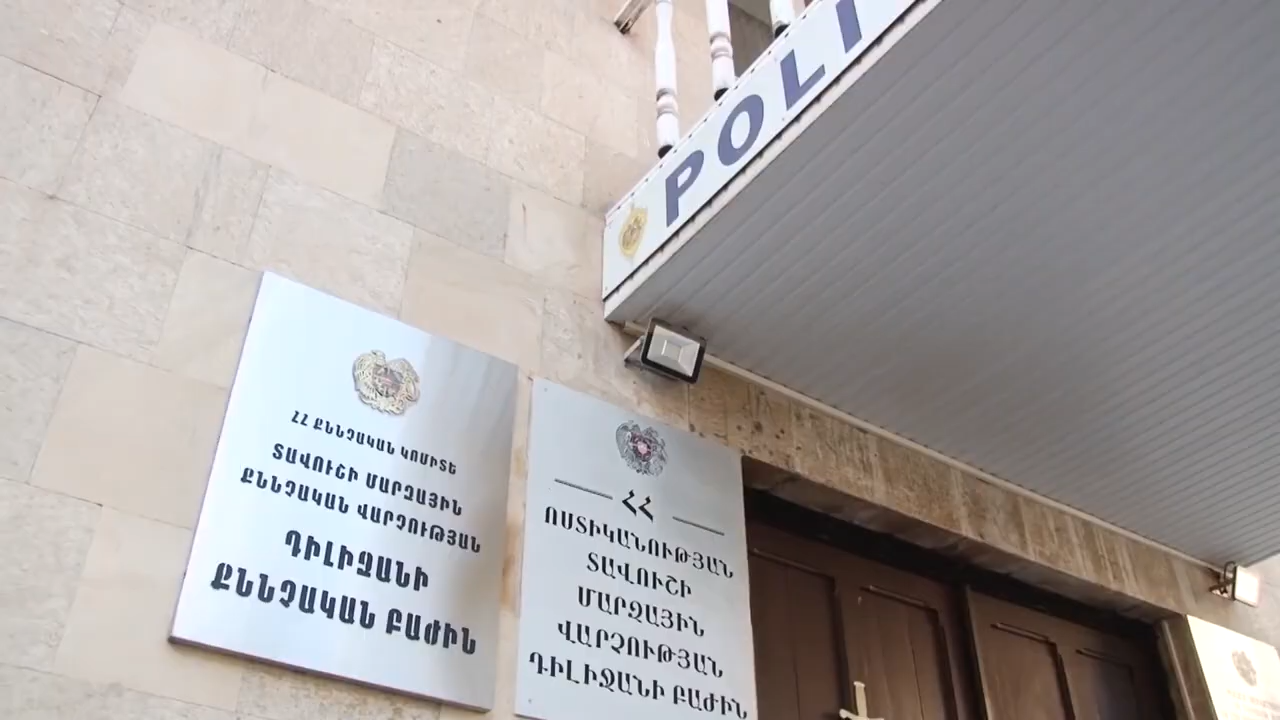 POLI
ՀՀ ՔՆՆՉԱԿԱՆ ԿՈՄԻՏԵ
ՏԱՎՈՒՇԻ ՄԱՐԶԱՅԻՆ
ՔՆՆՉԱԿԱՆ ՎԱՐՉՈՒԹՅԱՆ
ԴԻԼԻՋԱՆԻ
ՔՆՆՉԱԿԱՆ ԲԱԺԻՆ
ՀՀ
ՈՍՏԻԿԱՆՈՒԹՅԱՆ
ՏԱՎՈՒՇԻ
ՄԱՐԶԱՅԻՆ
ՎԱՐՉՈՒԹՅԱՆ
ԴԻԼԻՋԱՆԻ ԲԱԺԻՆ